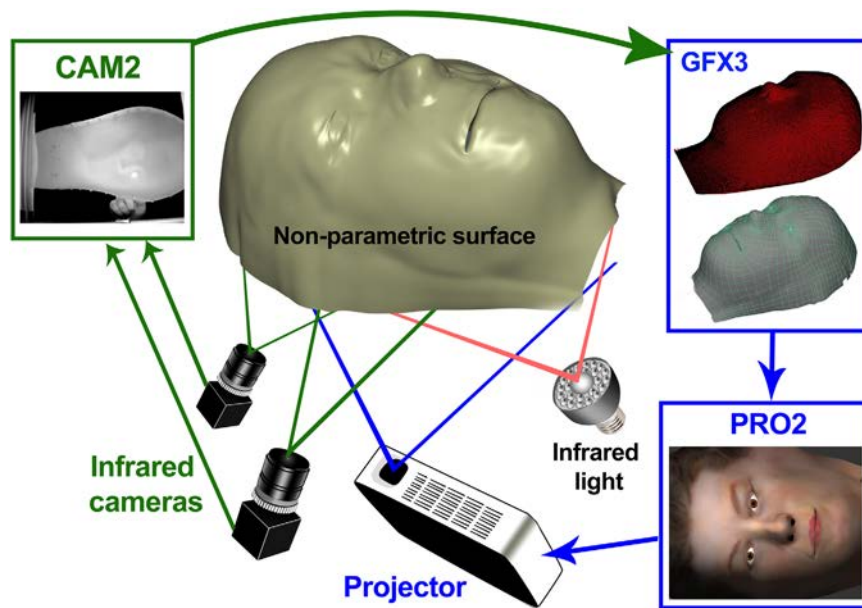 CAM2
GFX3
Non-parametric surface
PRO2
Infrared
light
Infrared
cameras
Projector